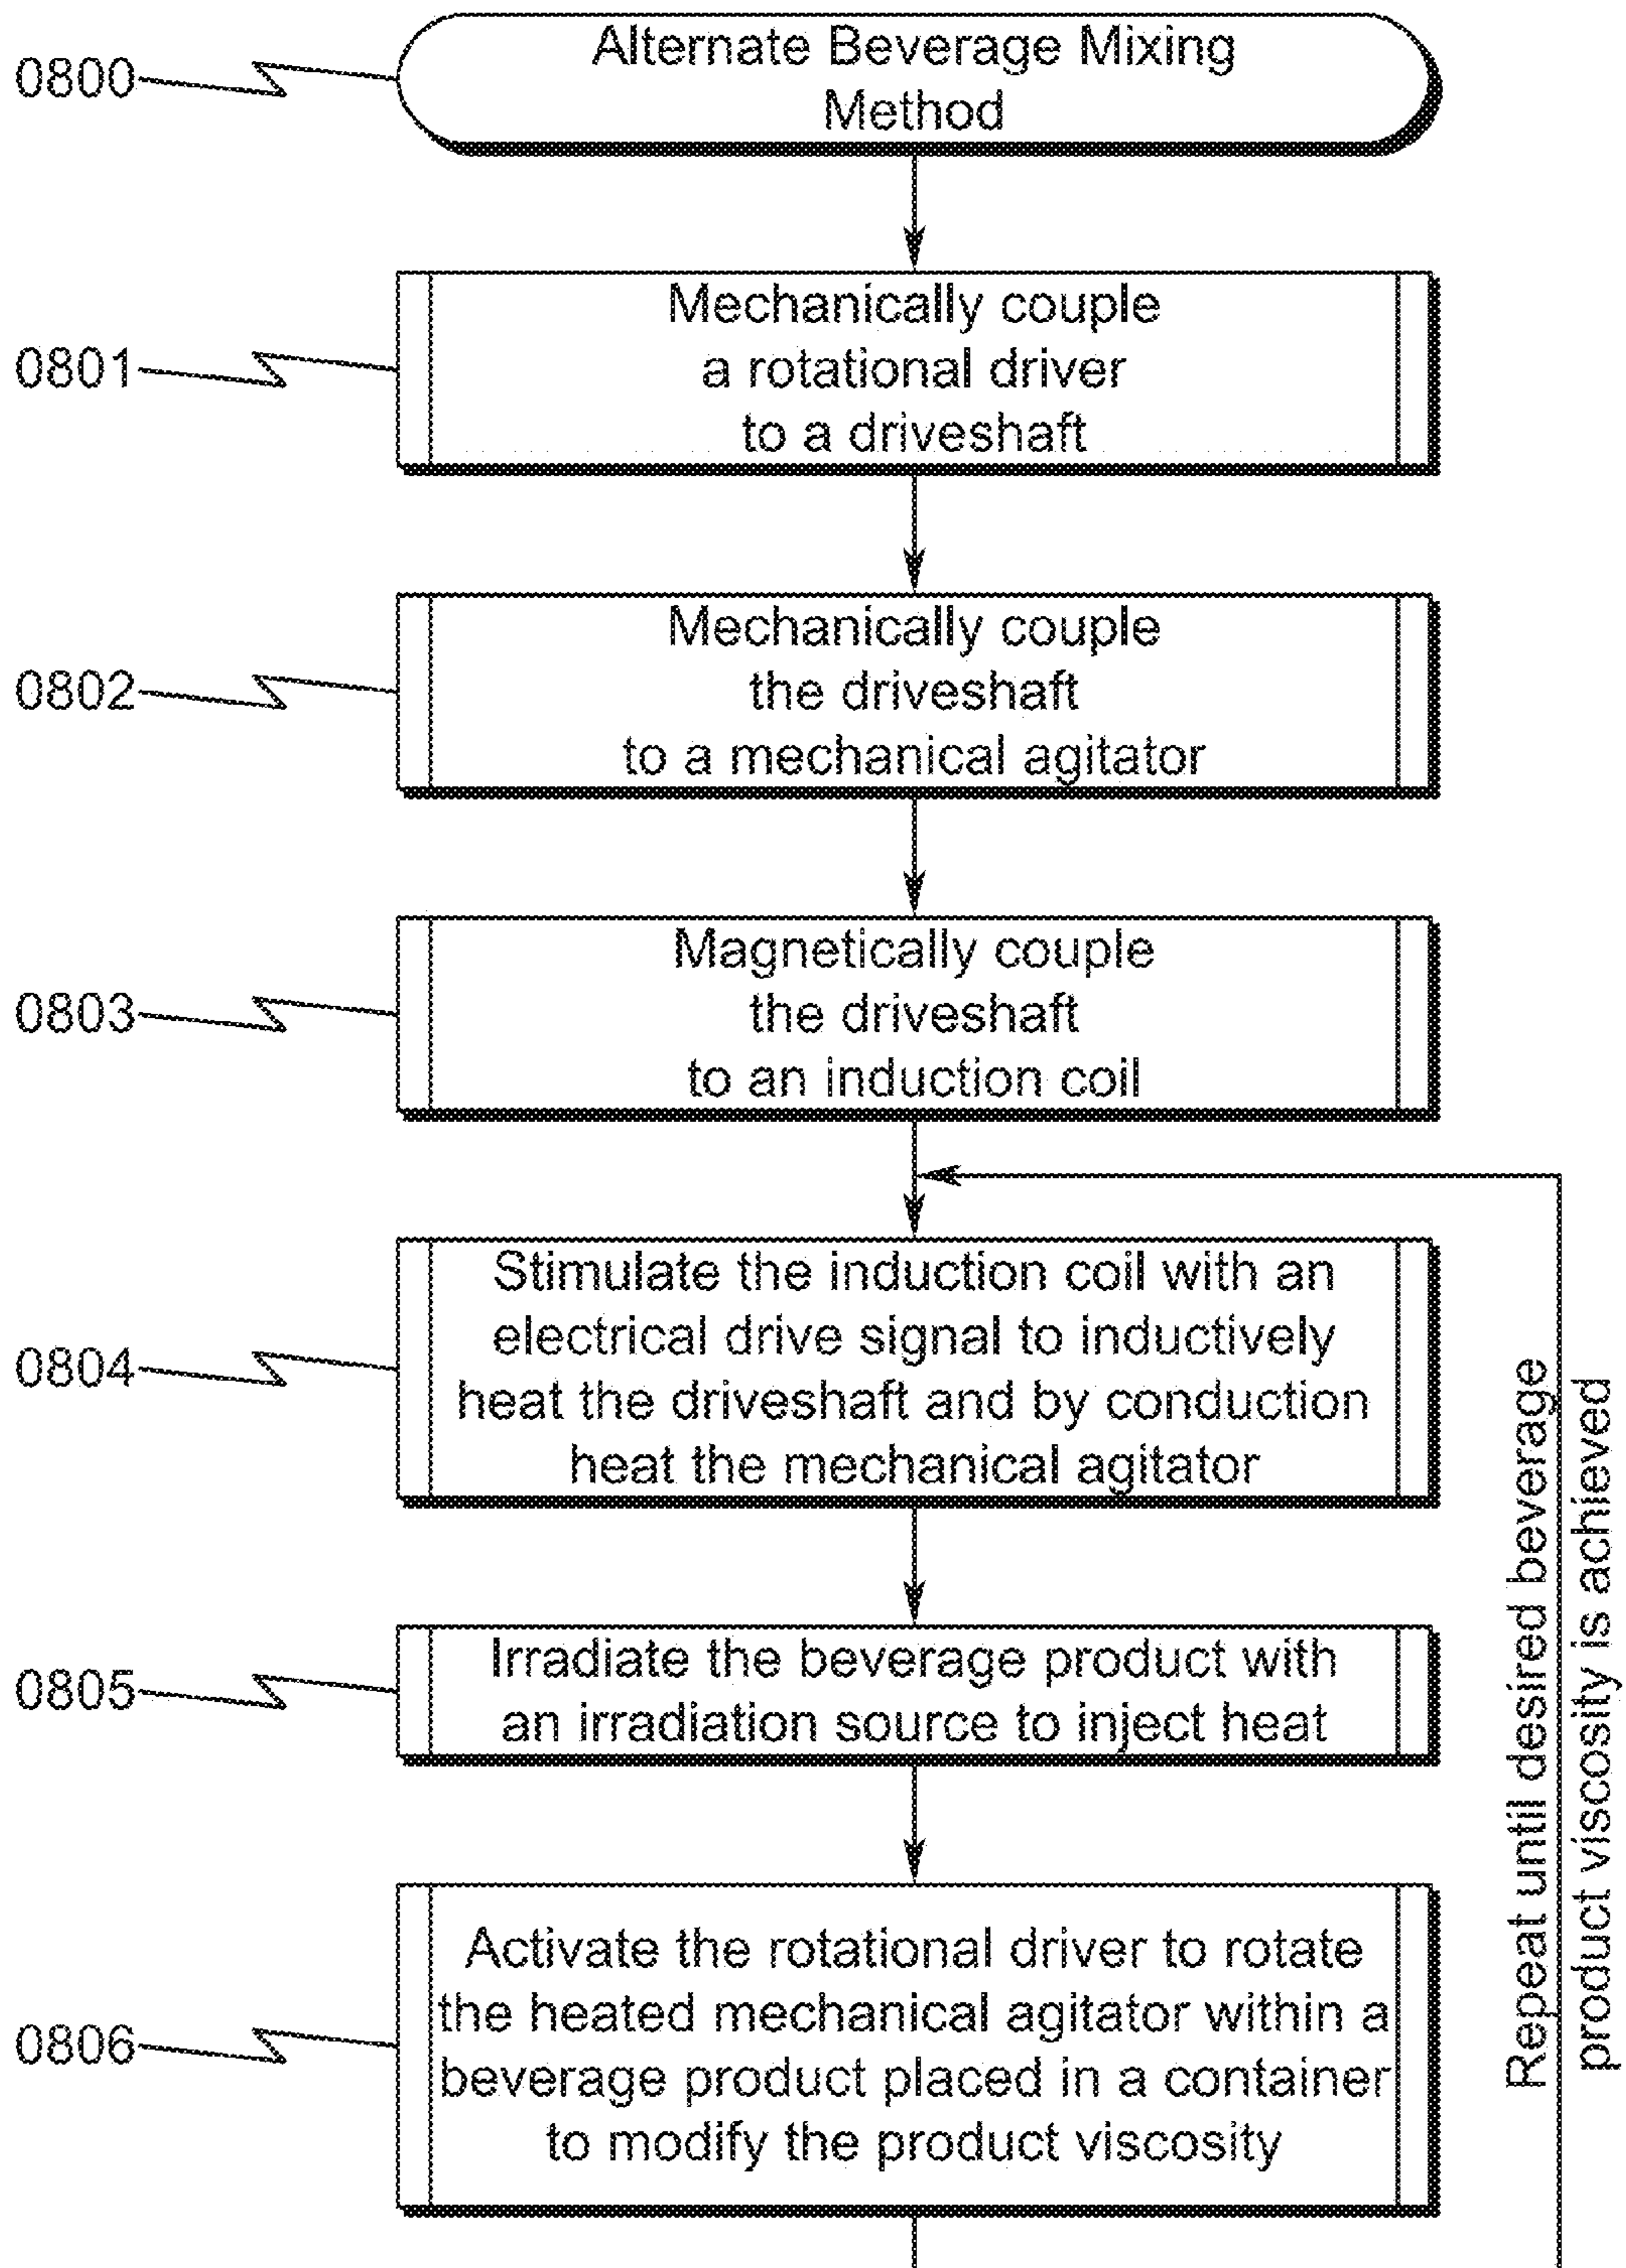 0800
Alternate Beverage Mixing
Method
0801
Mechanically couple
a rotational driver
to a driveshaft
0802
Mechanically couple
the driveshaft
to a mechanical agitator
0803
Magnetically couple
the driveshaft
to an induction coil
0804
Stimulate the induction coil with an
electrical drive signal to inductively
heat the driveshaft and by conduction
heat the mechanical agitator
0805
Irradiate the beverage product with
an irradiation source to inject heat
0806
Activate the rotational driver to rotate
the heated mechanical agitator within a
beverage product placed in a container
to modify the product viscosity
Repeat until desired beverage
product viscosity is achieved